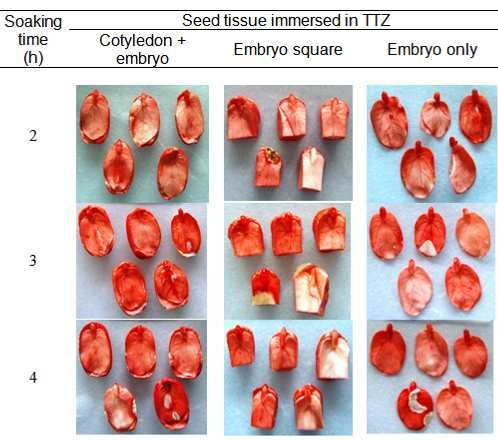 Soaking time (h) Seed tissue immersed in TTZ
Cotyledon + embryo Embryo square Embryo only
2
3
4